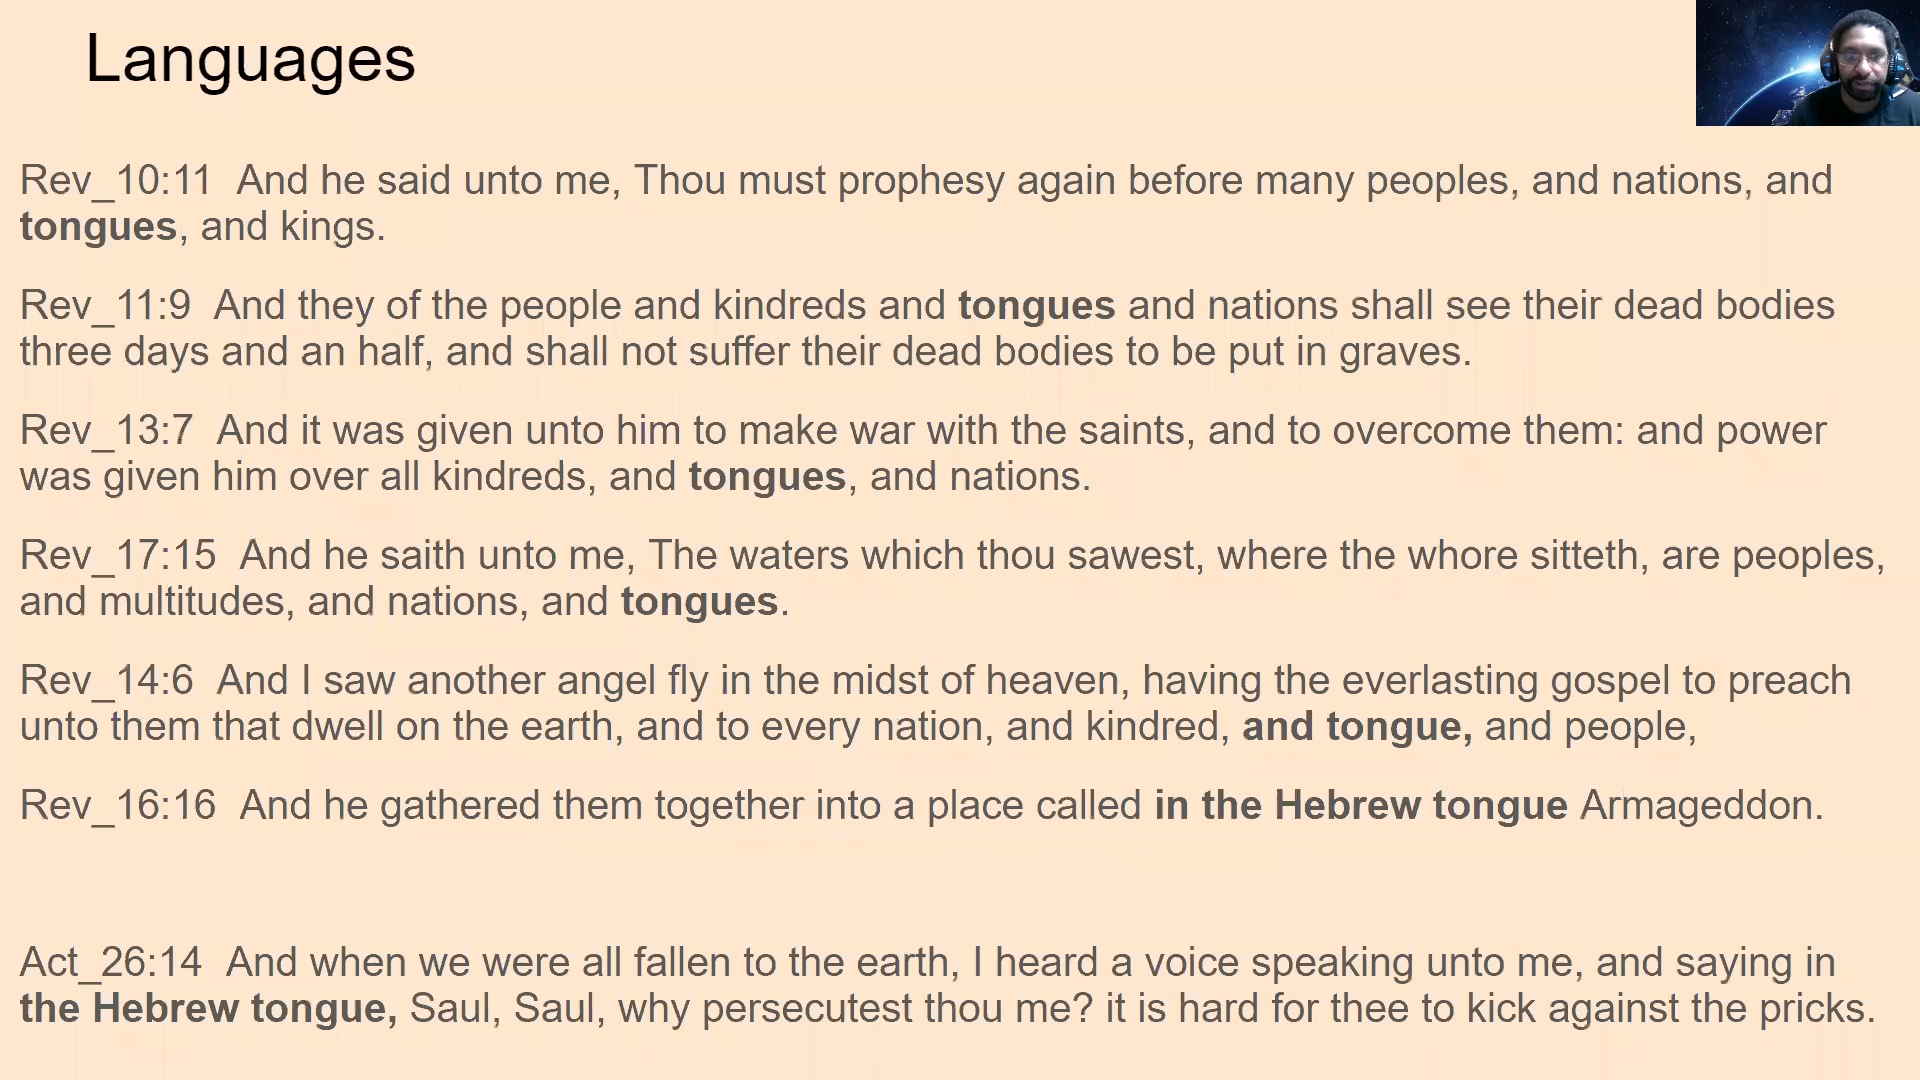 Languages
Rev_10:11  And he said unto me, Thou must prophesy again before many peoples, and nations, and
tongues, and kings.
Rev_11:9  And they of the people and kindreds and tongues and nations shall see their dead bodies
three days and an half, and shall not suffer their dead bodies to be put in graves.
Rev_13:7  And it was given unto him to make war with the saints, and to overcome them: and power
was given him over all kindreds, and tongues, and nations.
Rev_17:15  And he saith unto me, The waters which thou sawest, where the whore sitteth, are peoples,
and multitudes, and nations, and tongues.
Rev_14:6  And I saw another angel fly in the midst of heaven, having the everlasting gospel to preach
unto them that dwell on the earth, and to every nation, and kindred, and tongue, and people,
Rev_16:16  And he gathered them together into a place called in the Hebrew tongue Armageddon.
Act_26:14  And when we were all fallen to the earth, I heard a voice speaking unto me, and saying in
the Hebrew tongue, Saul, Saul, why persecutest thou me? it is hard for thee to kick against the pricks.